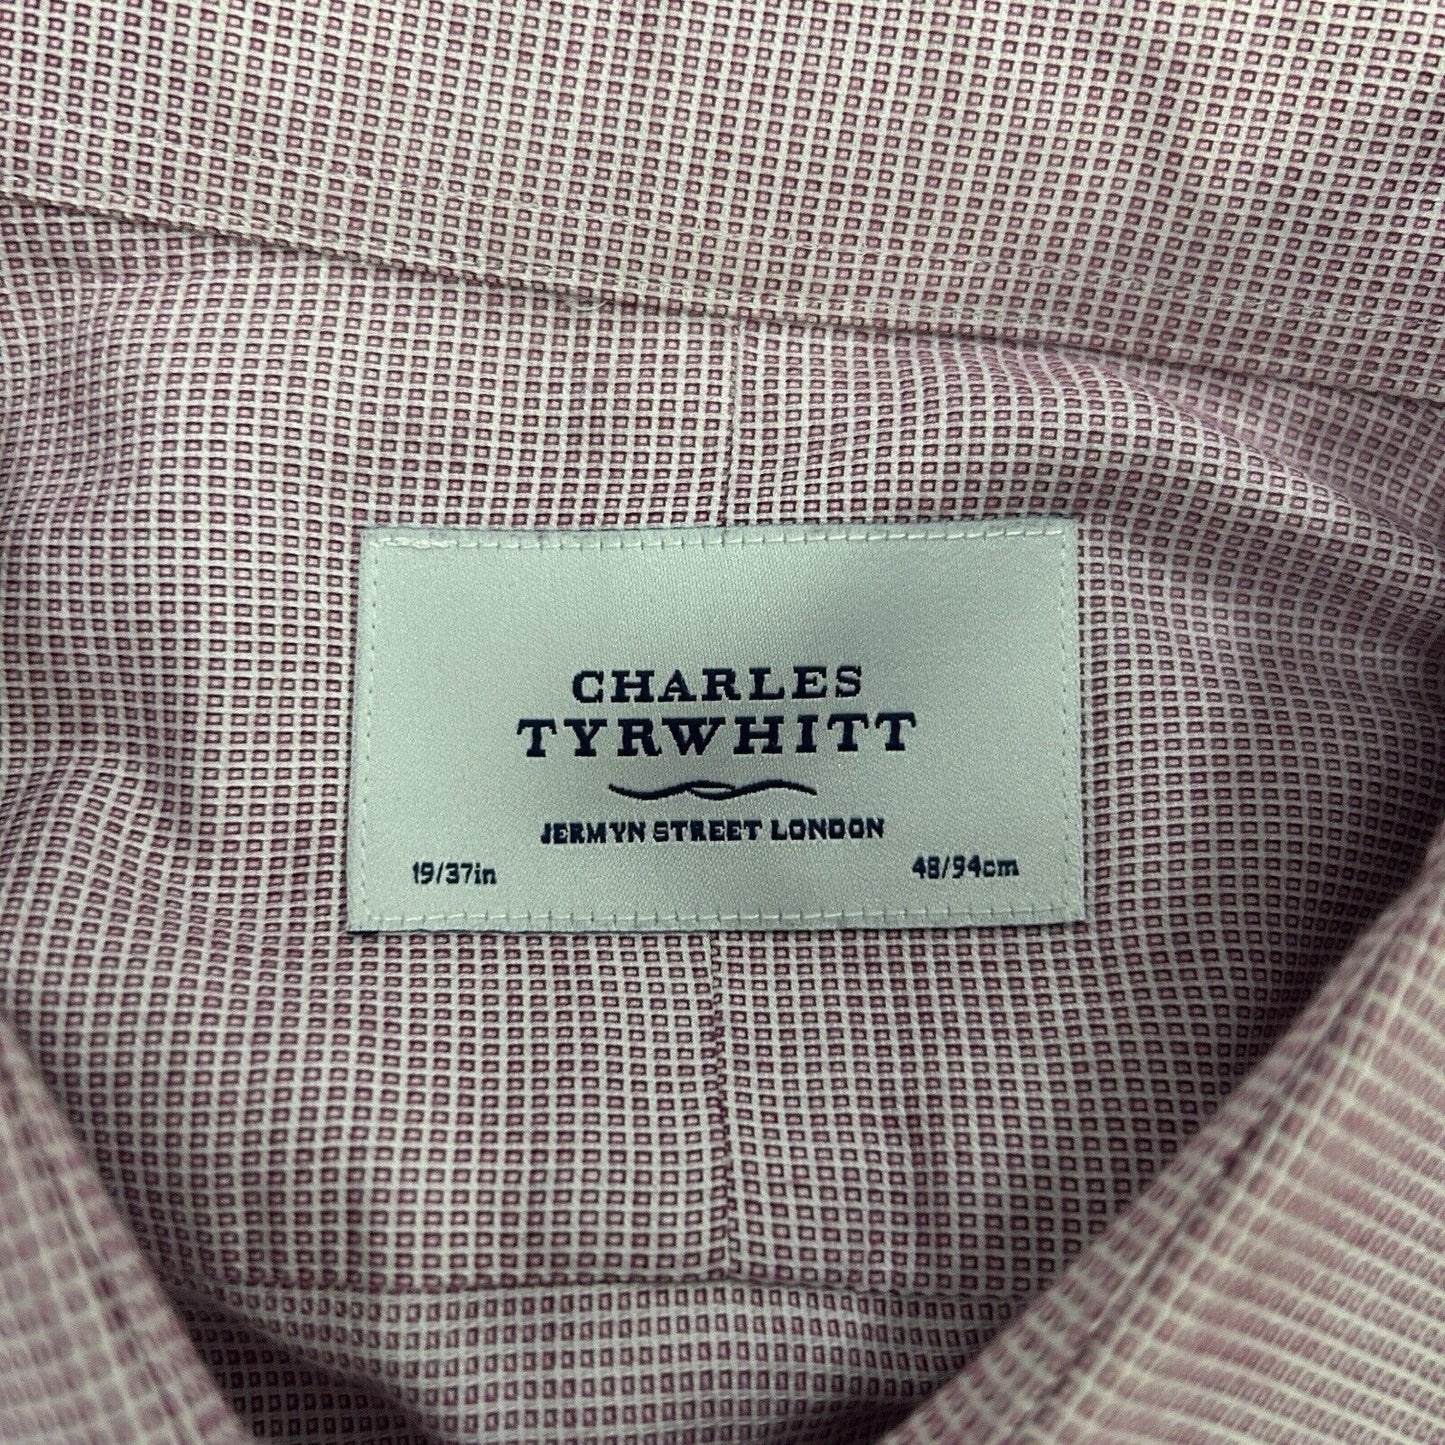 CHARLES
TYRWHITT
JERMYN STREET LONDON
19/37in
48/94cm